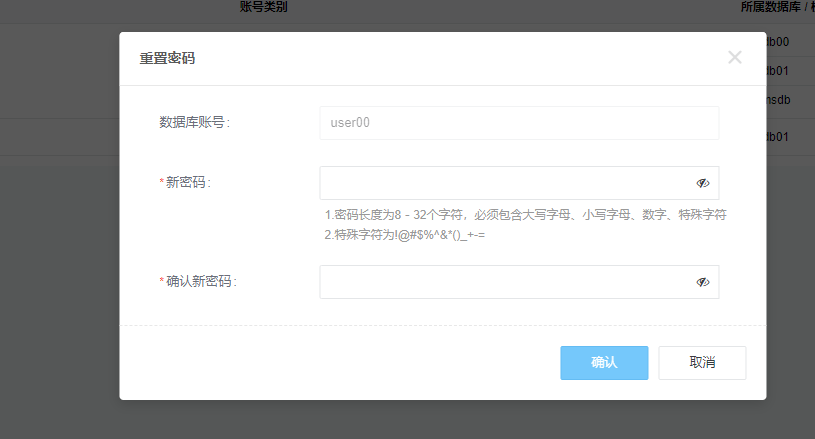 账号类别
所属数据库 /
db00
重置密码
db01
msdb
数据库账号:
user00
db01
*新密码:
1.密码长度为8 - 32个字符，必须包含大写字母、小写字母、数字、特殊字符
2.特殊字符为!@#$%^&*()_+-=
*确认新密码:
确认
取消